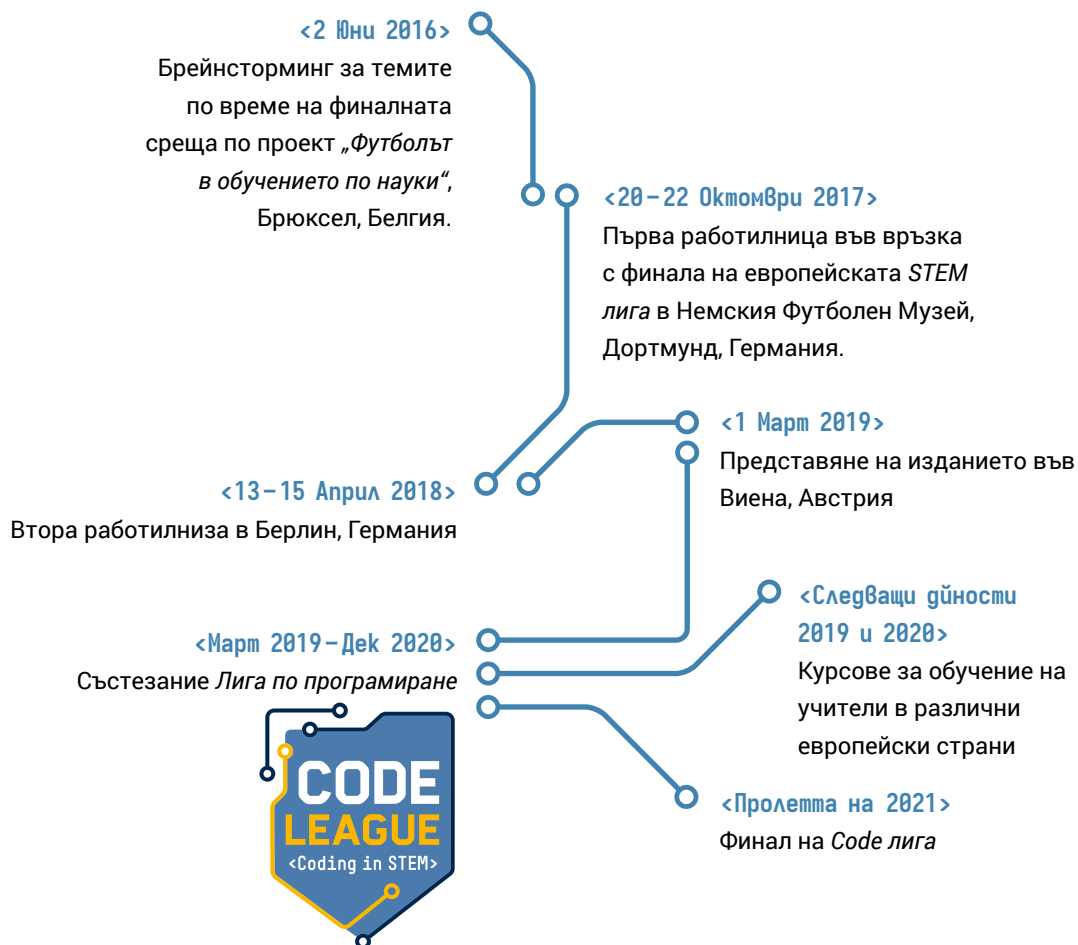 <2 Юни 2016>
Брейнсторминг за темите
по време на финалната
среща по проект „Футболът
в обучението по науки“,
Брюксел, Белгия.
<20–22 Октомври 2017>
Първа работилница във връзка
с финала на европейската STEM
лига в Немския Футболен Музей,
Дортмунд, Германия.
<13–15 Април 2018>
Втора работилниза в Берлин, Германия
<1 Март 2019>
Представяне на изданието във
Виена, Австрия
<Март 2019–Дек 2020>
Състезание Лига по програмиране
<Следващи дйности
2019 и 2020>
Курсове за обучение на
учители в различни
европейски страни
<Пролетта на 2021>
Финал на Code лига
CODE
LEAGUE
<Coding in STEM>